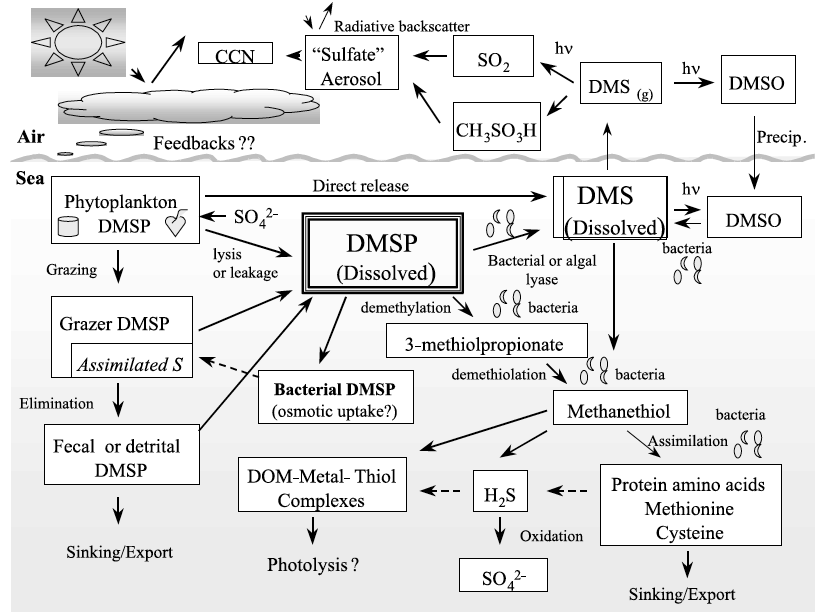 Radiative backscatter
CCN
“Sulfate”
Aerosol
SO2
hν
DMS (g)
hν
DMSO
CH3SO3H
Air
Feedbacks ??
Precip.
Sea
Phytoplankton
DMSP
SO42-
Direct release
DMS
(Dissolved)
hν
DMSO
bacteria
lysis
or leakage
DMSP
(Dissolved)
Bacterial or algal
lyase
Grazing
demethylation
bacteria
Grazer DMSP
Assimilated S
3-methiolpropionate
demethiolation
bacteria
Elimination
Bacterial DMSP
(osmotic uptake?)
Methanethiol
bacteria
Assimilation
Fecal or detrital
DMSP
DOM-Metal- Thiol
Complexes
H2S
Protein amino acids
Methionine
Cysteine
Sinking/Export
Photolysis ?
Oxidation
SO42-
Sinking/Export